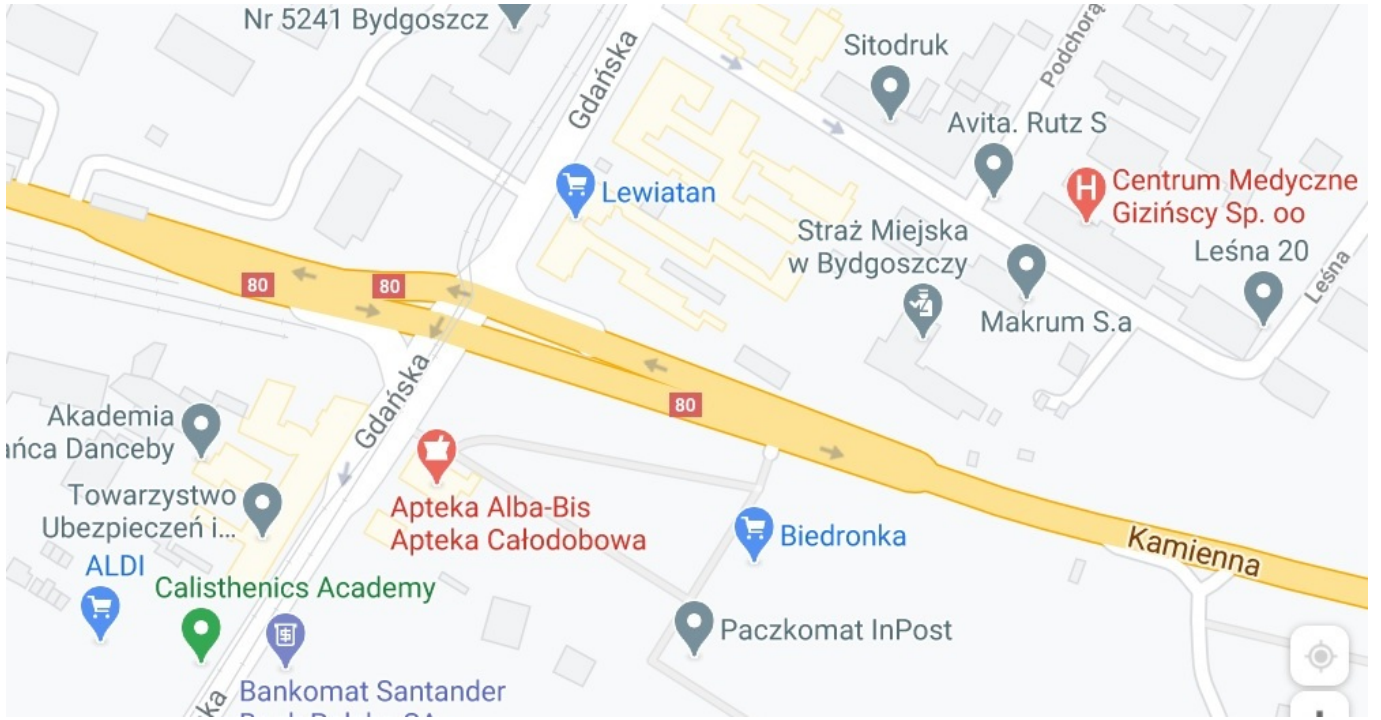 Nr 5241 Bydgoszcz
Gdańska
Sitodruk
Podchorą
Avita. Rutz S
Lewiatan
Centrum Medyczne
Gizińscy Sp. oo
Straż Miejska
w Bydgoszczy
Leśna 20
Leśna
80
80
Makrum S.a
Gdańska
80
Akademia
ańca Danceby
Towarzystwo
Ubezpieczeń i...
Apteka Alba-Bis
Apteka Całodobowa
Biedronka
Kamienna
ALDI
Calisthenics Academy
Paczkomat InPost
Bankomat Santander
ska